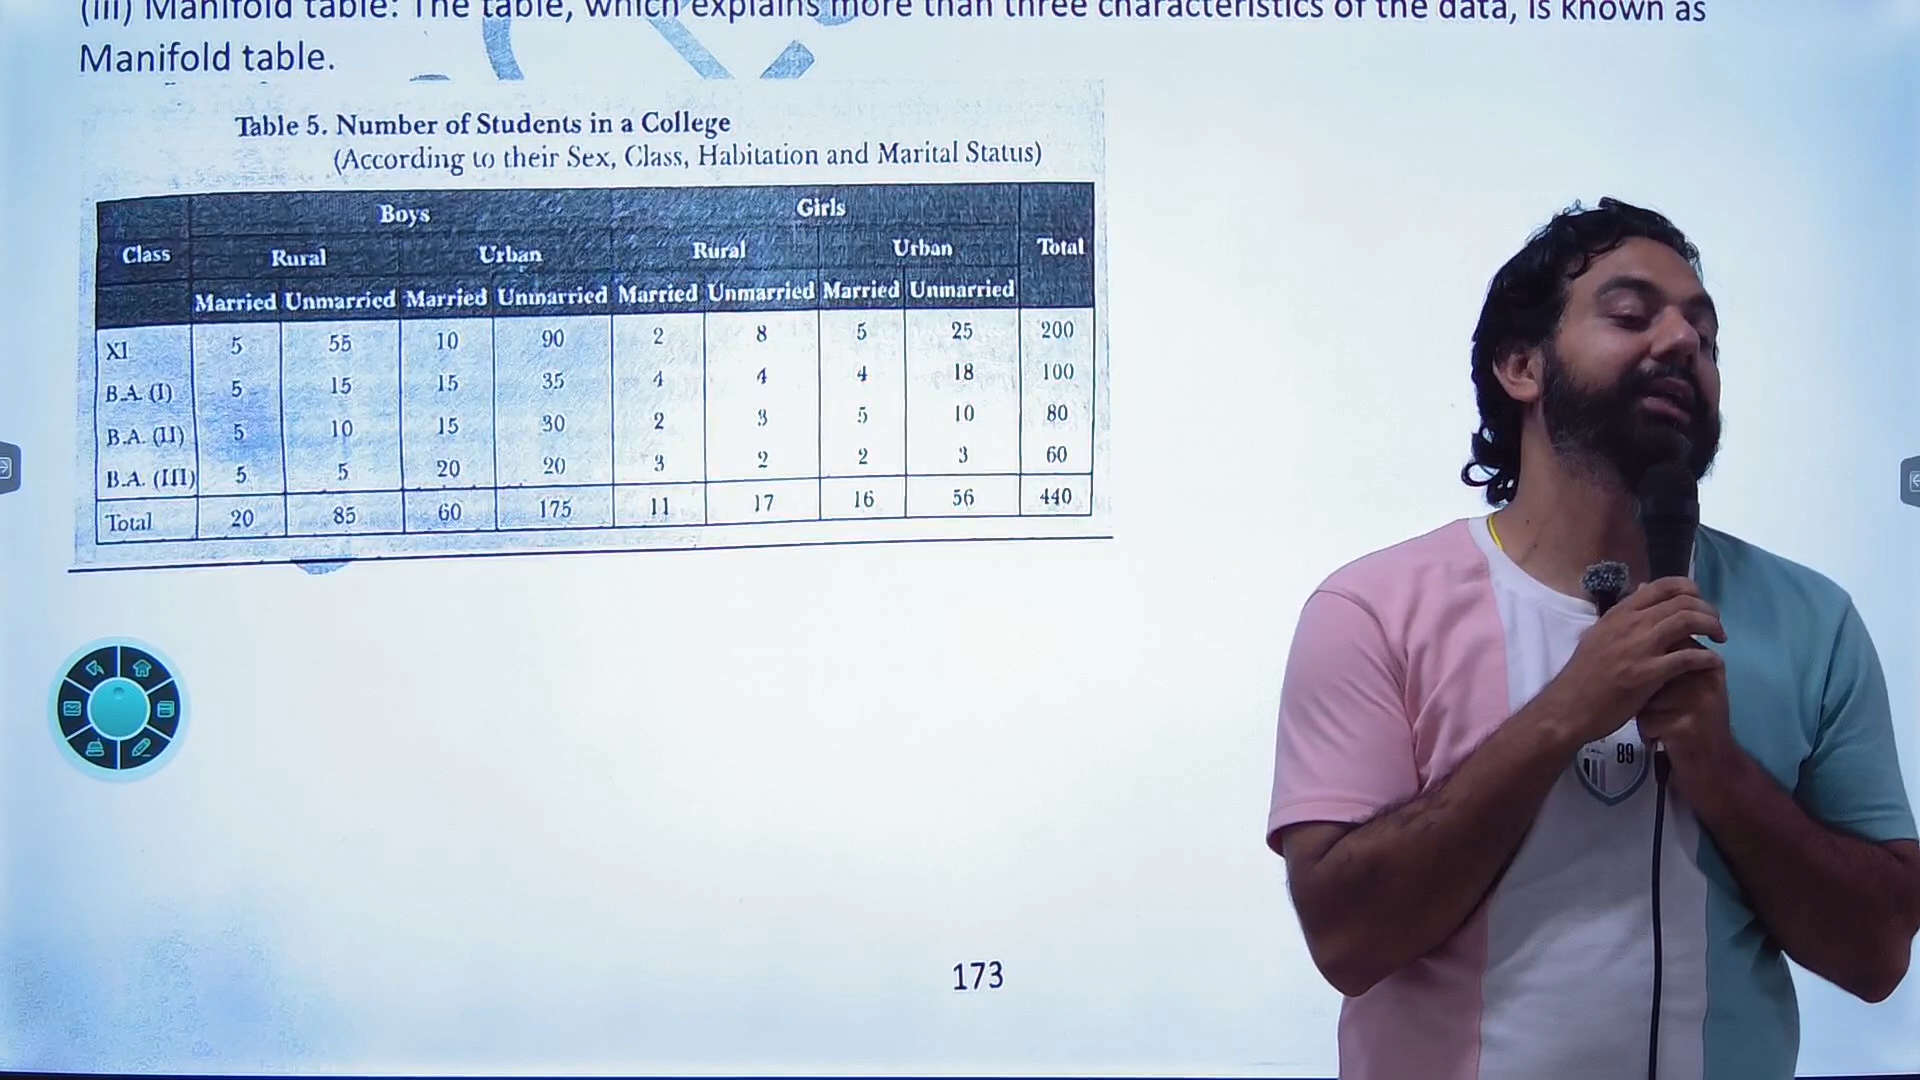 (iii) Manifold table: The table, which explains more than three characteristics of the data, is known as
Manifold table.
Table 5. Number of Students in a College
(According to their Sex, Class, Habitation and Marital Status)
Class Boys Girls Total
Rural Urban Rural Urban
Married Unmarried Married Unmarried Married Unmarried Married Unmarried
XI 5 55 10 90 2 8 5 25 200
B.A. (I) 5 15 15 35 4 4 4 18 100
B.A. (II) 5 10 15 30 2 3 5 10 80
B.A. (III) 5 5 20 20 3 2 2 3 60
Total 20 85 60 175 11 17 16 56 440
173
89